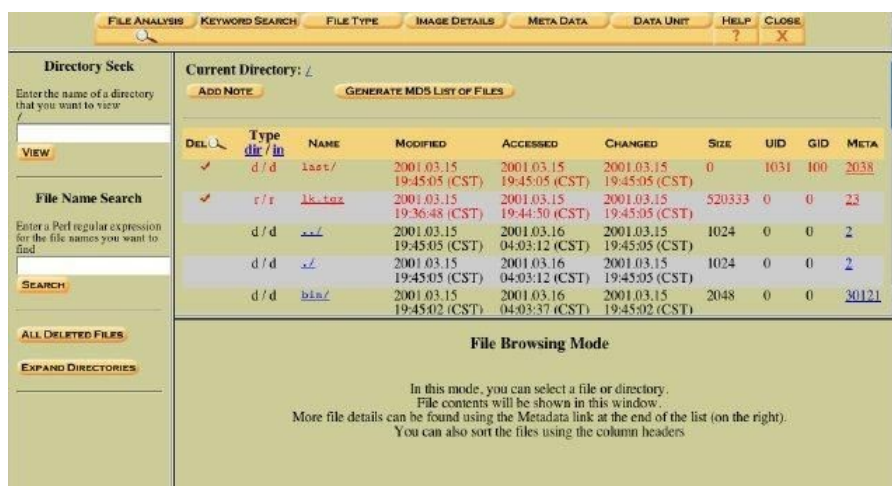 FILE ANALYSIS KEYWORD SEARCH FILE TYPE IMAGE DETAILS META DATA DATA UNIT HELP CLOSE
? X
Directory Seek
Enter the name of a directory
that you want to view
/
VIEW
File Name Search
Enter a Perl regular expression
for the file names you want to
find
SEARCH
ALL DELETED FILES
EXPAND DIRECTORIES
Current Directory: /
ADD NOTE GENERATE MD5 LIST OF FILES
DEL Type NAME MODIFIED ACCESSED CHANGED SIZE UID GID META
dir / in
✓ d / d last/ 2001.03.15 2001.03.15 2001.03.15 0 1031 100 2038
19:45:05 (CST) 19:45:05 (CST) 19:45:05 (CST)
✓ r / r lk.tgz 2001.03.15 2001.03.15 2001.03.15 520333 0 0 23
19:36:48 (CST) 19:44:50 (CST) 19:45:05 (CST)
d / d ../ 2001.03.15 2001.03.16 2001.03.15 1024 0 0 2
19:45:05 (CST) 04:03:12 (CST) 19:45:05 (CST)
d / d ./ 2001.03.15 2001.03.16 2001.03.15 1024 0 0 2
19:45:05 (CST) 04:03:12 (CST) 19:45:05 (CST)
d / d bin/ 2001.03.15 2001.03.16 2001.03.15 2048 0 0 30121
19:45:02 (CST) 04:03:37 (CST) 19:45:02 (CST)
File Browsing Mode
In this mode, you can select a file or directory.
File contents will be shown in this window.
More file details can be found using the Metadata link at the end of the list (on the right).
You can also sort the files using the column headers